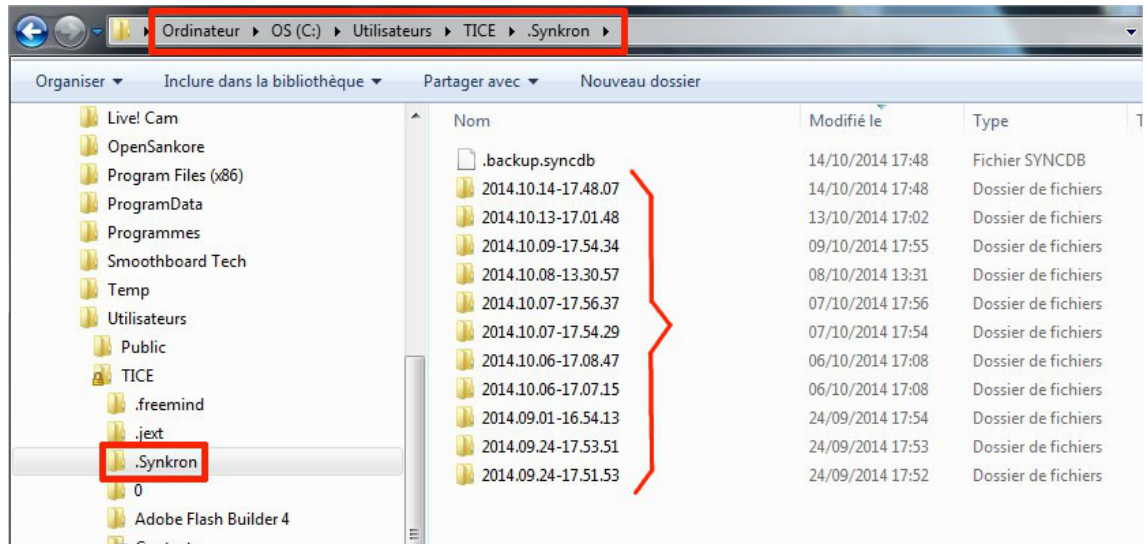 Ordinateur ▸ OS (C:) ▸ Utilisateurs ▸ TICE ▸ .Synkron ▸
Organiser ▾ Inclure dans la bibliothèque ▾ Partager avec ▾ Nouveau dossier
Live! Cam
OpenSankore
Program Files (x86)
ProgramData
Programmes
Smoothboard Tech
Temp
Utilisateurs
Public
TICE
.freemind
.jext
.Synkron
0
Adobe Flash Builder 4
Nom Modifié le Type
.backup.syncdb 14/10/2014 17:48 Fichier SYNCDB
2014.10.14-17.48.07 14/10/2014 17:48 Dossier de fichiers
2014.10.13-17.01.48 13/10/2014 17:02 Dossier de fichiers
2014.10.09-17.54.34 09/10/2014 17:55 Dossier de fichiers
2014.10.08-13.30.57 08/10/2014 13:31 Dossier de fichiers
2014.10.07-17.56.37 07/10/2014 17:56 Dossier de fichiers
2014.10.07-17.54.29 07/10/2014 17:54 Dossier de fichiers
2014.10.06-17.08.47 06/10/2014 17:08 Dossier de fichiers
2014.10.06-17.07.15 06/10/2014 17:08 Dossier de fichiers
2014.09.01-16.54.13 24/09/2014 17:54 Dossier de fichiers
2014.09.24-17.53.51 24/09/2014 17:53 Dossier de fichiers
2014.09.24-17.51.53 24/09/2014 17:52 Dossier de fichiers